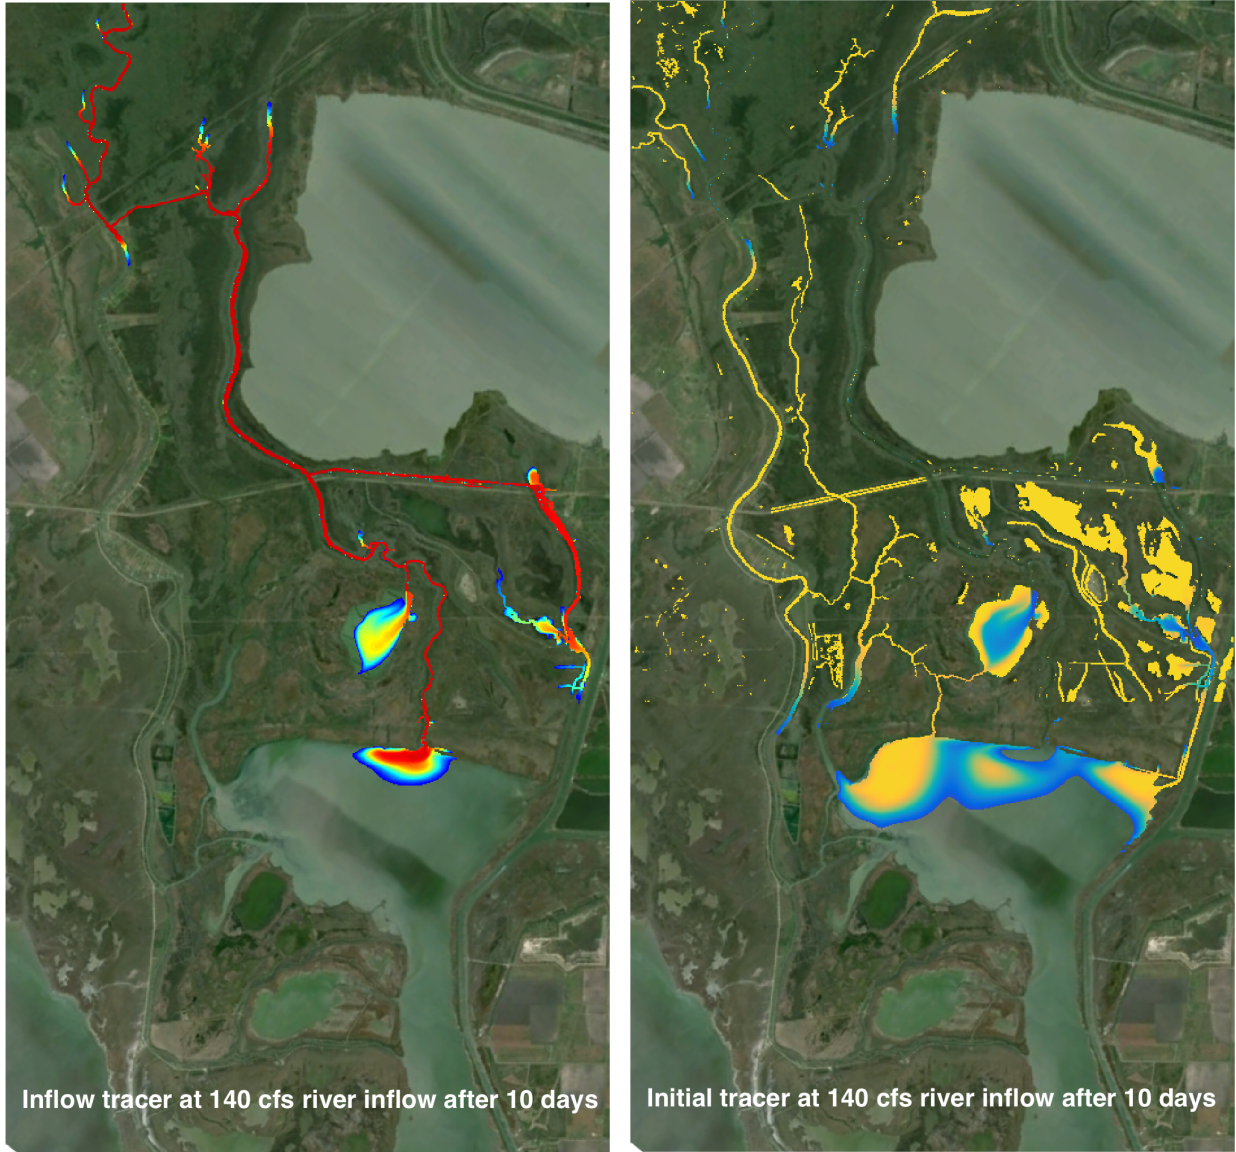 Inflow tracer at 140 cfs river inflow after 10 days
Initial tracer at 140 cfs river inflow after 10 days